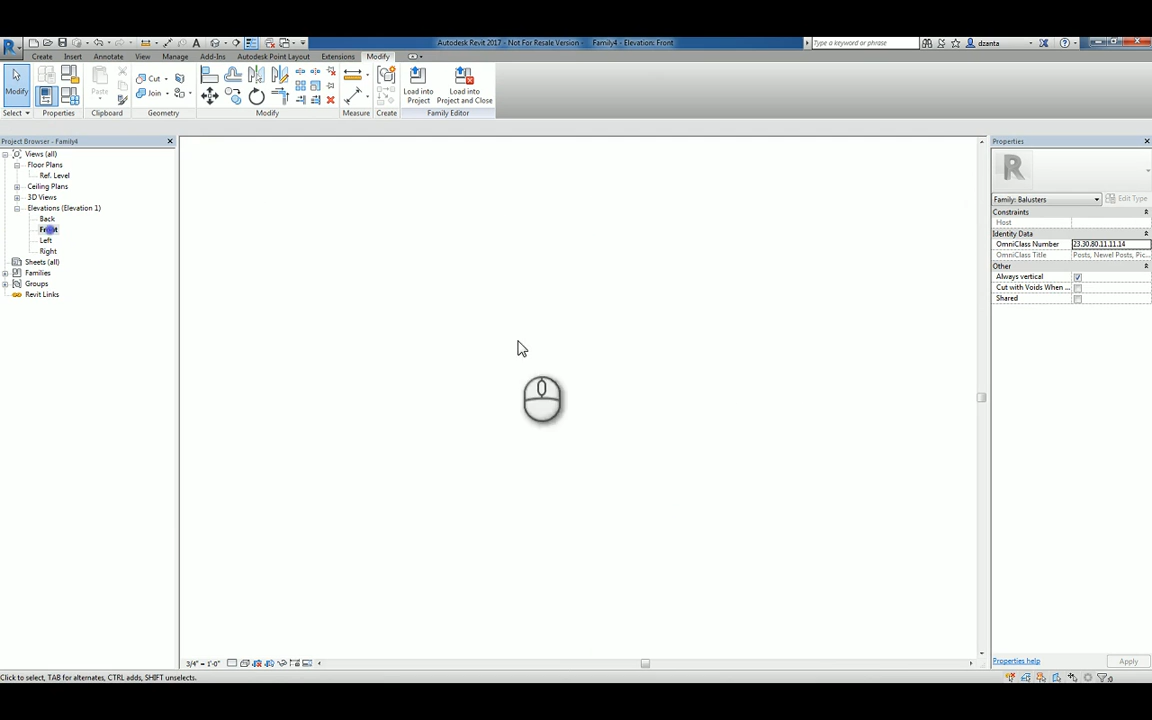 Autodesk Revit 2017 - Not For Resale Version - Family4 - Elevation: Front
Type a keyword or phrase
dzanta
Create Insert Annotate View Manage Add-Ins Autodesk Point Layout Extensions Modify
Modify
Paste
Cut
Join
Load into Project
Load into Project and Close
Select Properties Clipboard Geometry Modify Measure Create Family Editor
Project Browser - Family4
Views (all)
Floor Plans
Ref. Level
Ceiling Plans
3D Views
Elevations (Elevation 1)
Back
Front
Left
Right
Sheets (all)
Families
Groups
Revit Links
Properties
R
Family: Balusters
Edit Type
Constraints
Host
Identity Data
OmniClass Number 23.30.80.11.11.14
OmniClass Title Posts, Newel Posts, Pic...
Other
Always vertical
Cut with Voids When ...
Shared
Properties help
Apply
3/4" = 1'-0"
Click to select, TAB for alternates, CTRL adds, SHIFT unselects.
:0